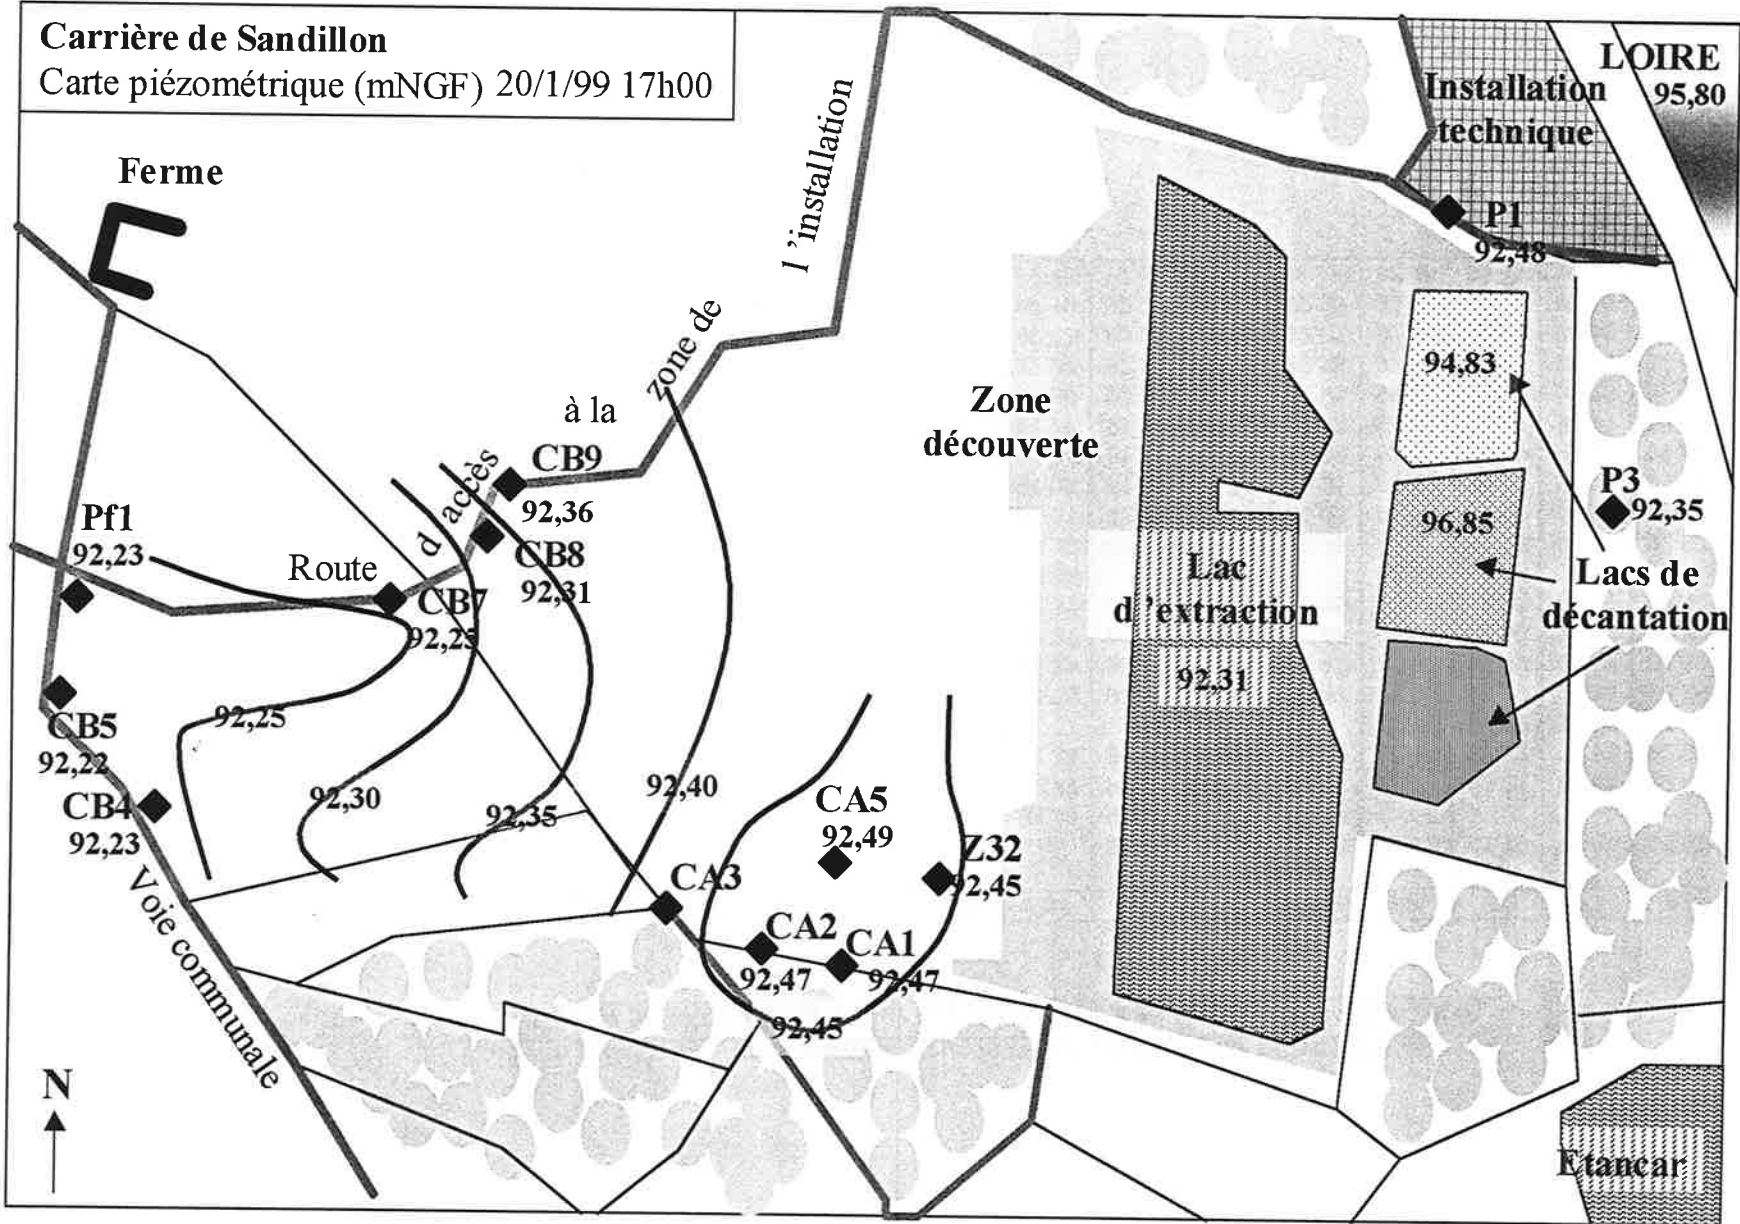 Carrière de Sandillon
Carte piézométrique (mNGF) 20/1/99 17h00
LOIRE
95,80
Installation
technique
Ferme
l ’installation
P1
92,48
zone de
à la
94,83
Zone
découverte
CB9
92,36
accès
d
P3
92,35
96,85
Pf1
92,23
Route
CB8
92,31
CB7
92,25
Lac
d ’extraction
92,31
Lacs de
décantation
CB5
92,22
92,25
CB4
92,23
92,30
92,35
92,40
CA5
92,49
Z32
92,45
CA3
CA2
92,47
CA1
92,47
92,45
Voie communale
N
Etancar